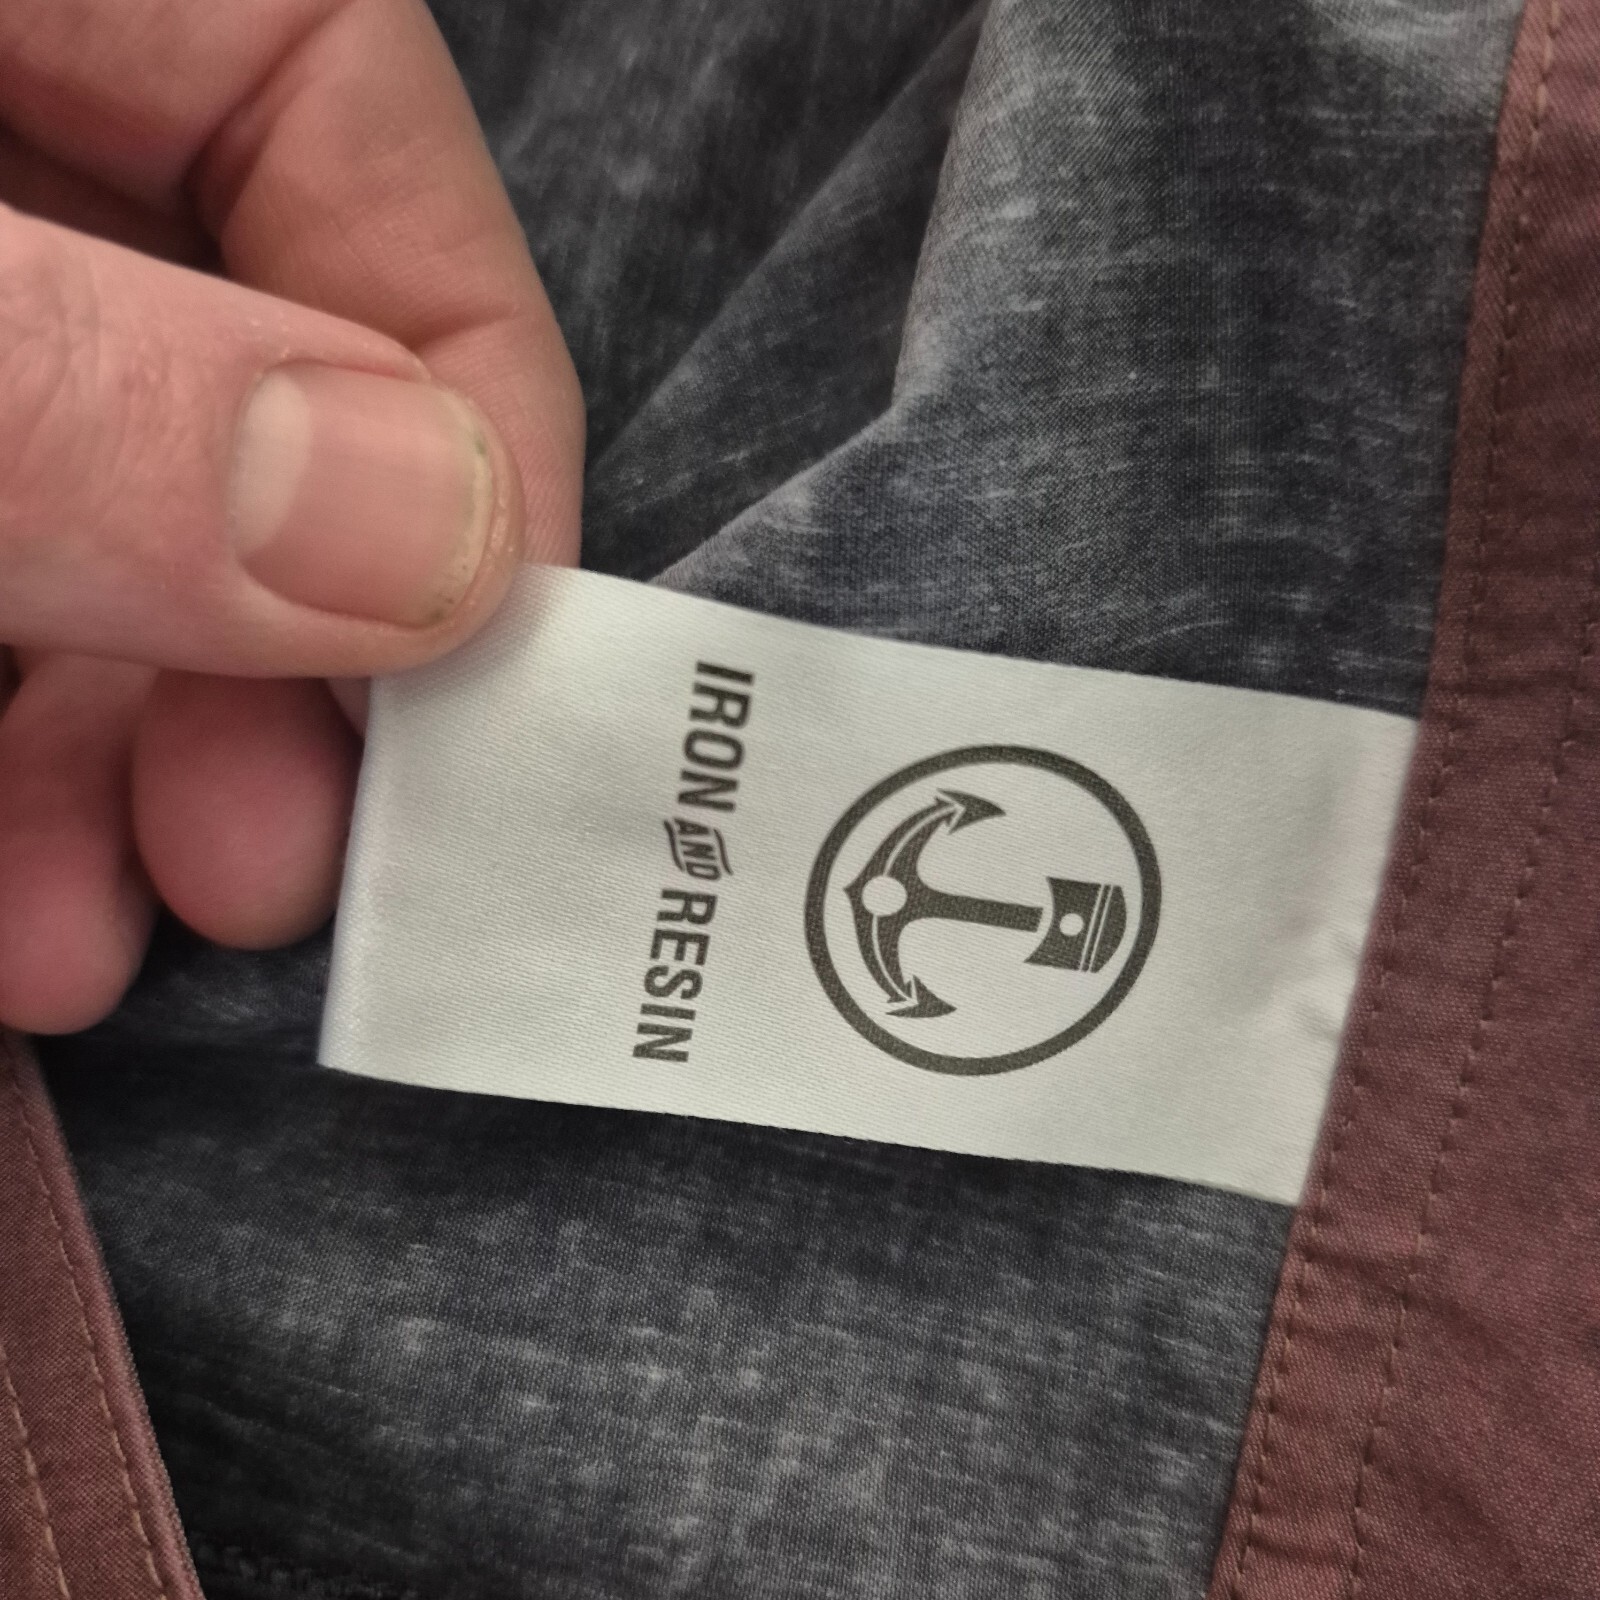 IRON AND RESIN